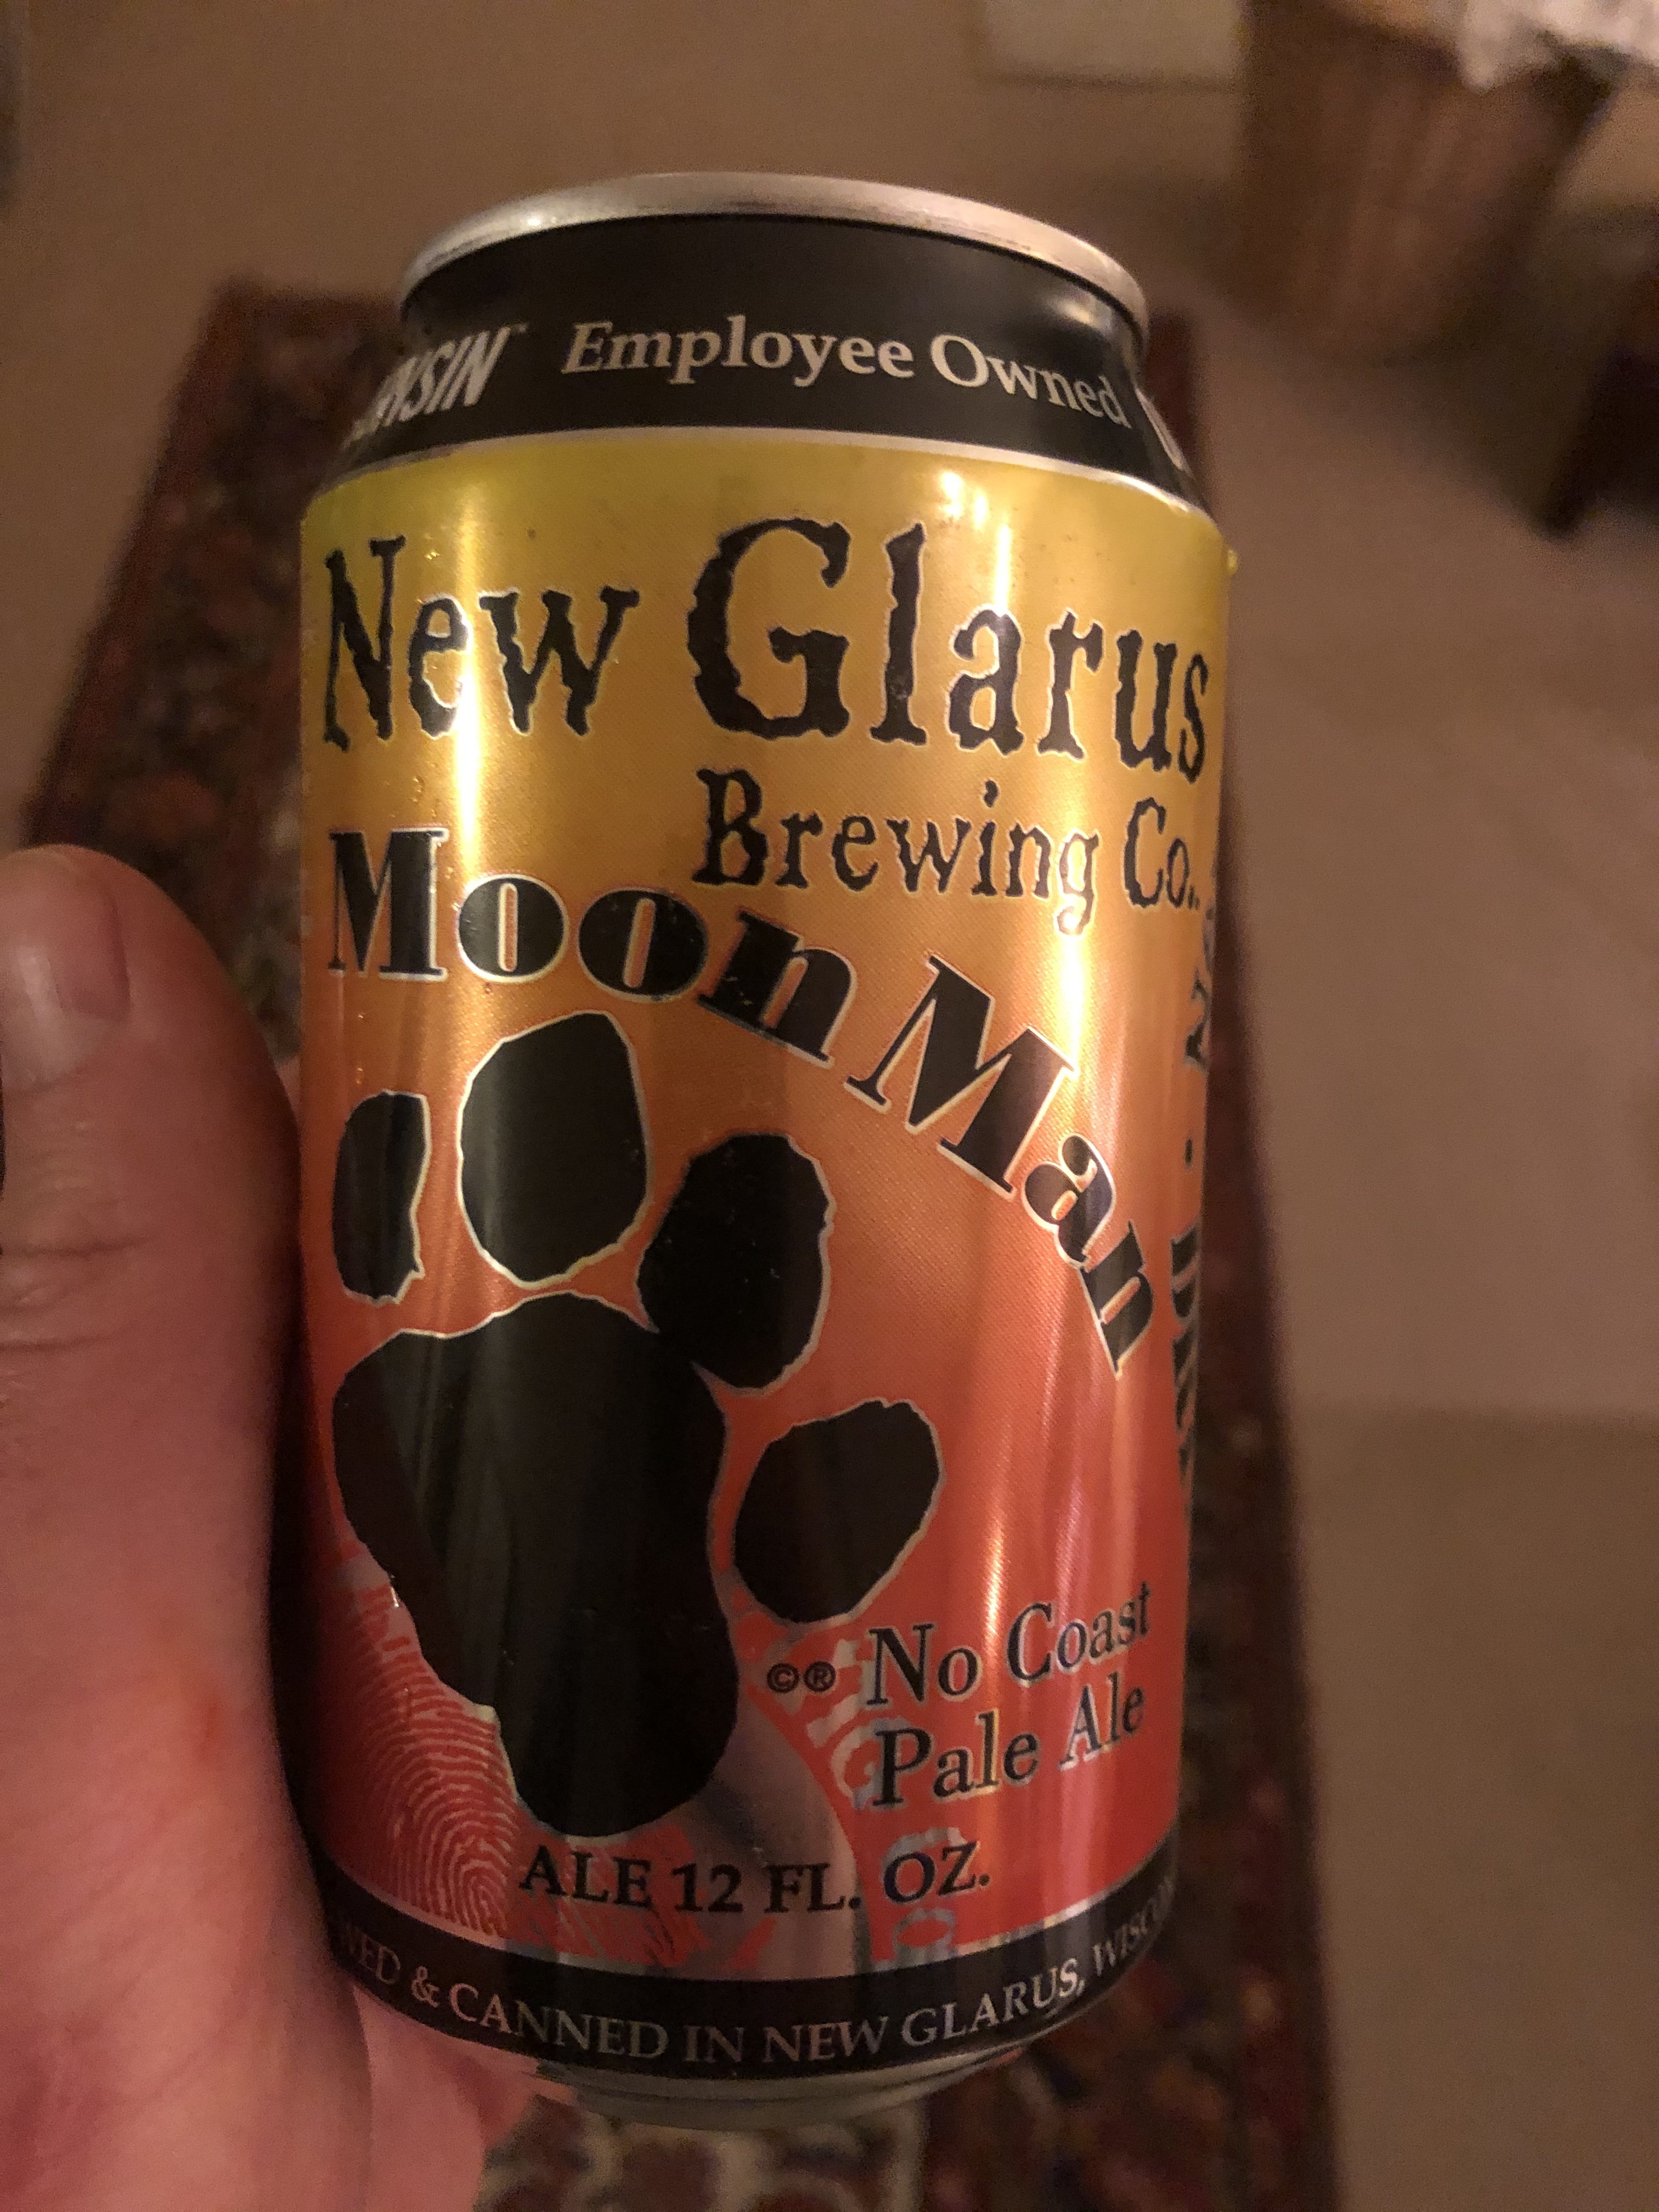 Employee Owned
New Glarus
Brewing Co.
Moon Man
©® No Coast
Pale Ale
ALE 12 FL. OZ.
& CANNED IN NEW GLARUS,